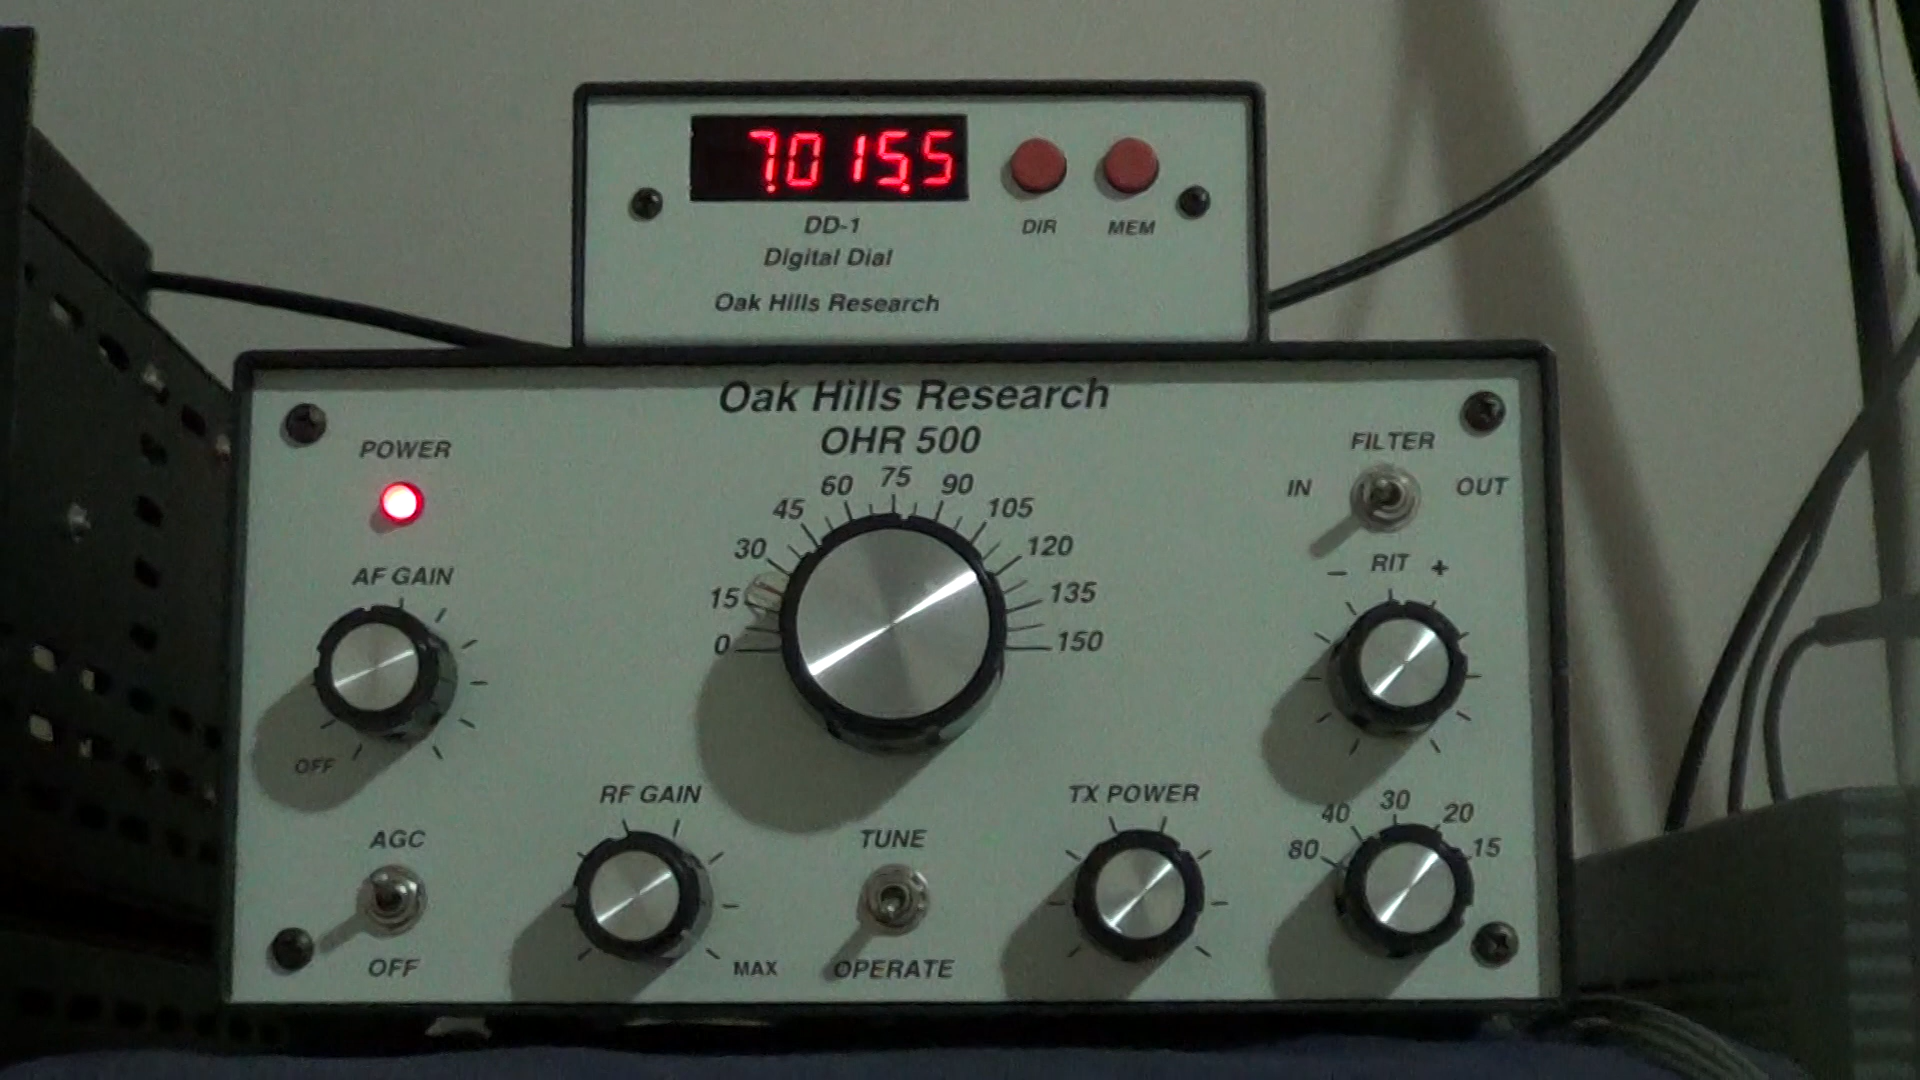 7.015.5
DD-1
Digital Dial
Oak Hills Research
DIR
MEM
Oak Hills Research
OHR 500
POWER
AF GAIN
OFF
AGC
OFF
RF GAIN
MAX
0 15 30 45 60 75 90 105 120 135 150
TUNE
OPERATE
TX POWER
FILTER
IN
OUT
- RIT +
80 40 30 20 15